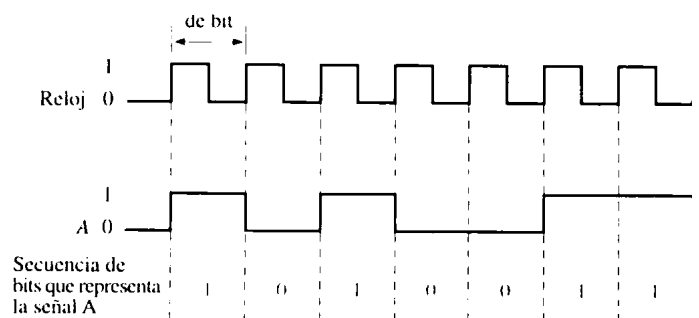 de bit
1
Reloj 0
1
A 0
Secuencia de
bits que representa
la señal A
1 0 1 0 0 1 1